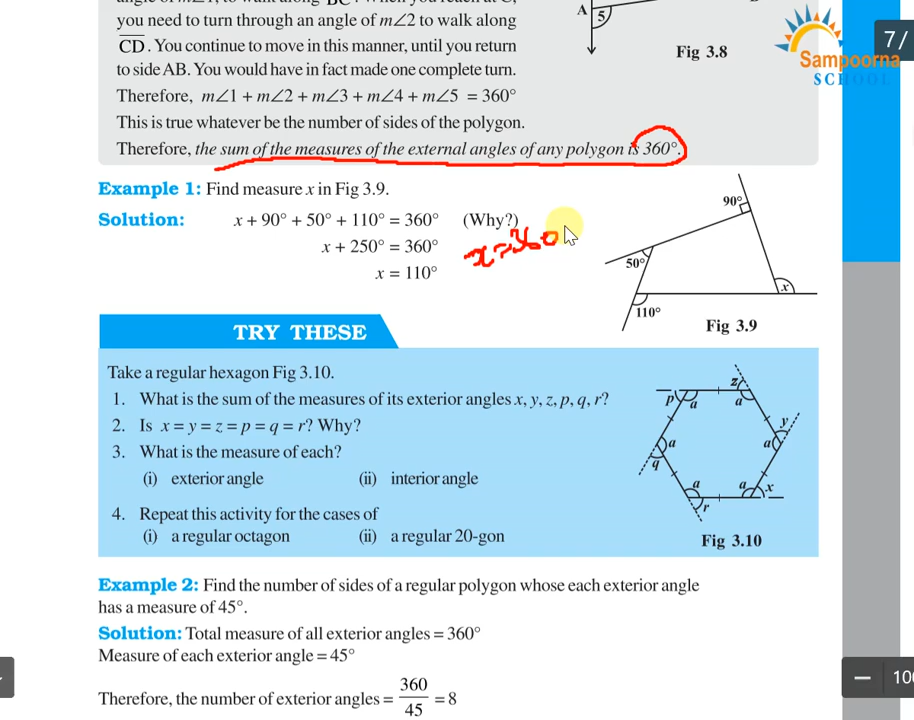 you need to turn through an angle of m∠2 to walk along
CD. You continue to move in this manner, until you return
to side AB. You would have in fact made one complete turn.
Therefore, m∠1 + m∠2 + m∠3 + m∠4 + m∠5 = 360°
This is true whatever be the number of sides of the polygon.
Therefore, the sum of the measures of the external angles of any polygon is 360°.
A
5
Fig 3.8
7/
Sampoorna
SCHOOL
Example 1: Find measure x in Fig 3.9.
Solution: x + 90° + 50° + 110° = 360° (Why?)
x + 250° = 360°
x = 110°
x = 360
90°
50°
x
110°
Fig 3.9
TRY THESE
Take a regular hexagon Fig 3.10.
1. What is the sum of the measures of its exterior angles x, y, z, p, q, r?
2. Is x = y = z = p = q = r? Why?
3. What is the measure of each?
(i) exterior angle (ii) interior angle
4. Repeat this activity for the cases of
(i) a regular octagon (ii) a regular 20-gon
z
p a a
y
a a
q
a a x
r
Fig 3.10
Example 2: Find the number of sides of a regular polygon whose each exterior angle
has a measure of 45°.
Solution: Total measure of all exterior angles = 360°
Measure of each exterior angle = 45°
Therefore, the number of exterior angles = 360/45 = 8
10